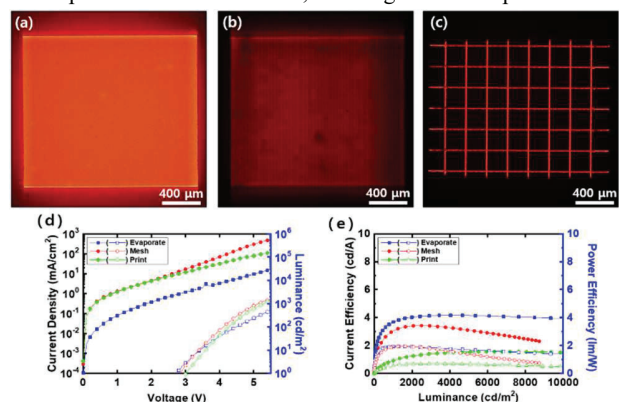 (a)
(b)
(c)
400 µm
400 µm
400 µm
(d)
(e)
10³
10²
10¹
10⁰
10⁻¹
10⁻²
10⁻³
10⁻⁴
Current Density (mA/cm²)
( ) Evaporate
( ) Mesh
( ) Print
10⁶
10⁵
10⁴
10³
10²
10¹
10⁰
Luminance (cd/m²)
0 1 2 3 4 5
Voltage (V)
10
8
6
4
2
0
Current Efficiency (cd/A)
( ) Evaporate
( ) Mesh
( ) Print
10
8
6
4
2
0
Power Efficiency (lm/W)
0 2000 4000 6000 8000 10000
Luminance (cd/m²)